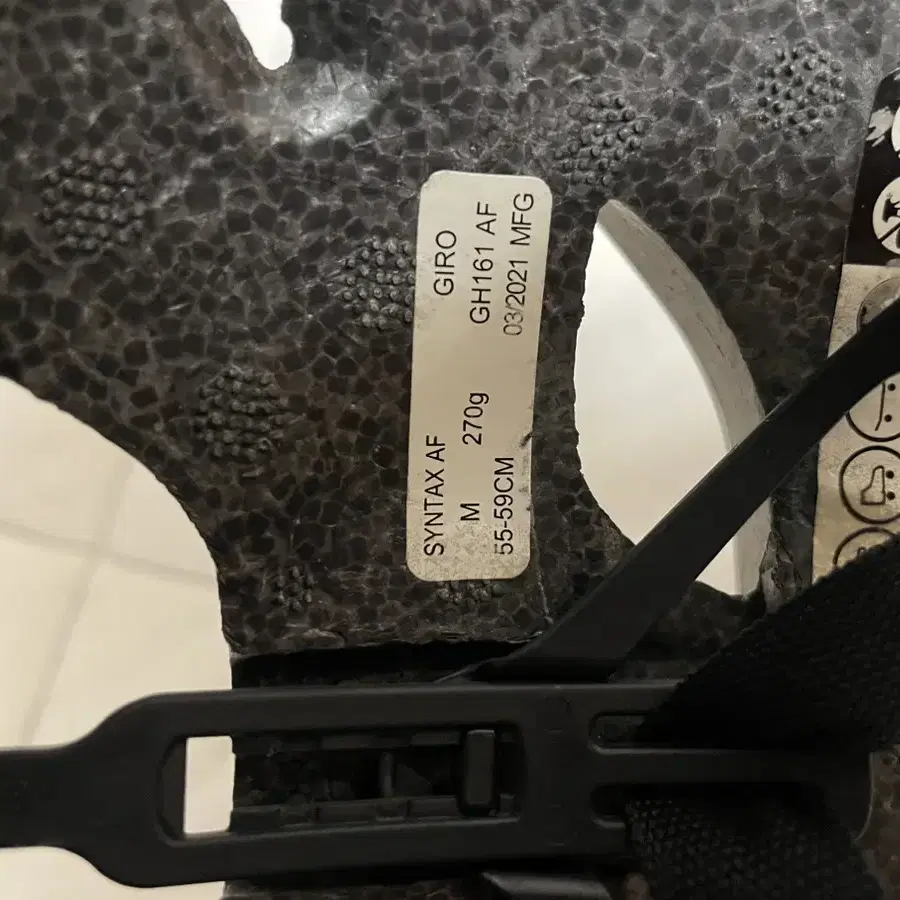 SYNTAX AF GIRO
M 270g GH161 AF
55-59CM 03/2021 MFG